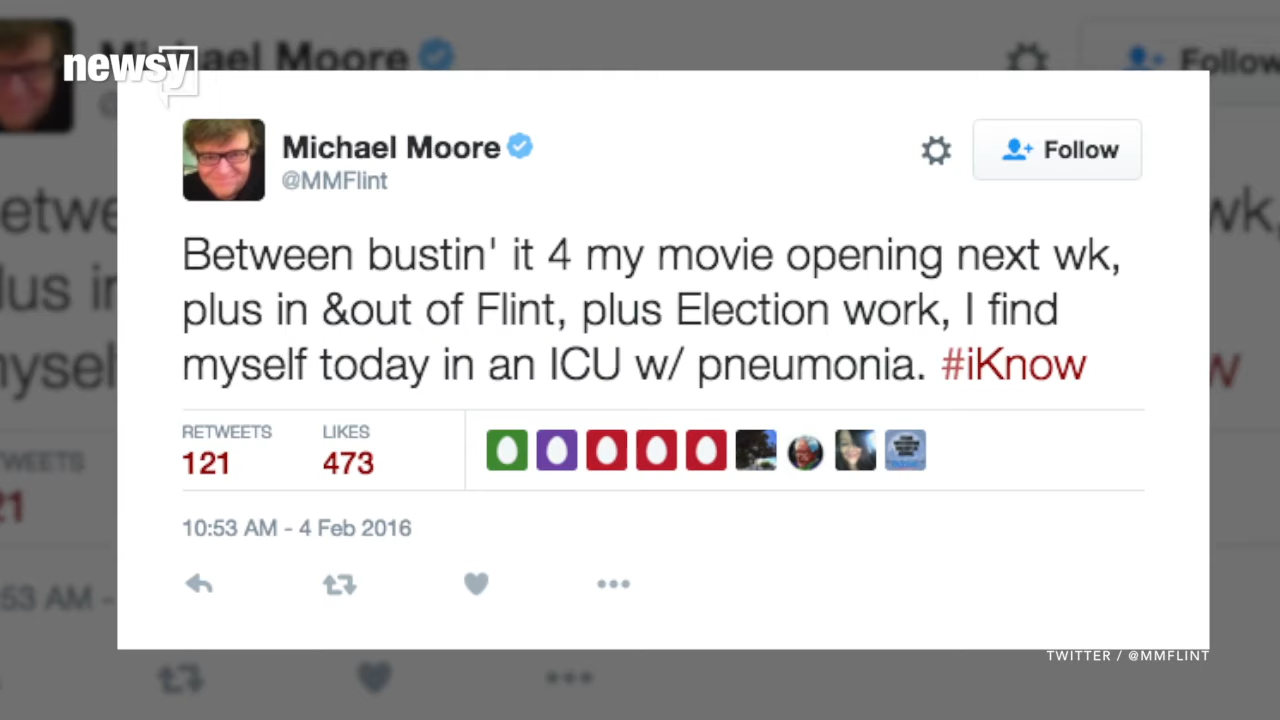 newsy
Michael Moore
@MMFlint
Follow
Between bustin' it 4 my movie opening next wk,
plus in &out of Flint, plus Election work, I find
myself today in an ICU w/ pneumonia. #iKnow
RETWEETS LIKES
121 473
10:53 AM - 4 Feb 2016
TWITTER / @MMFLINT